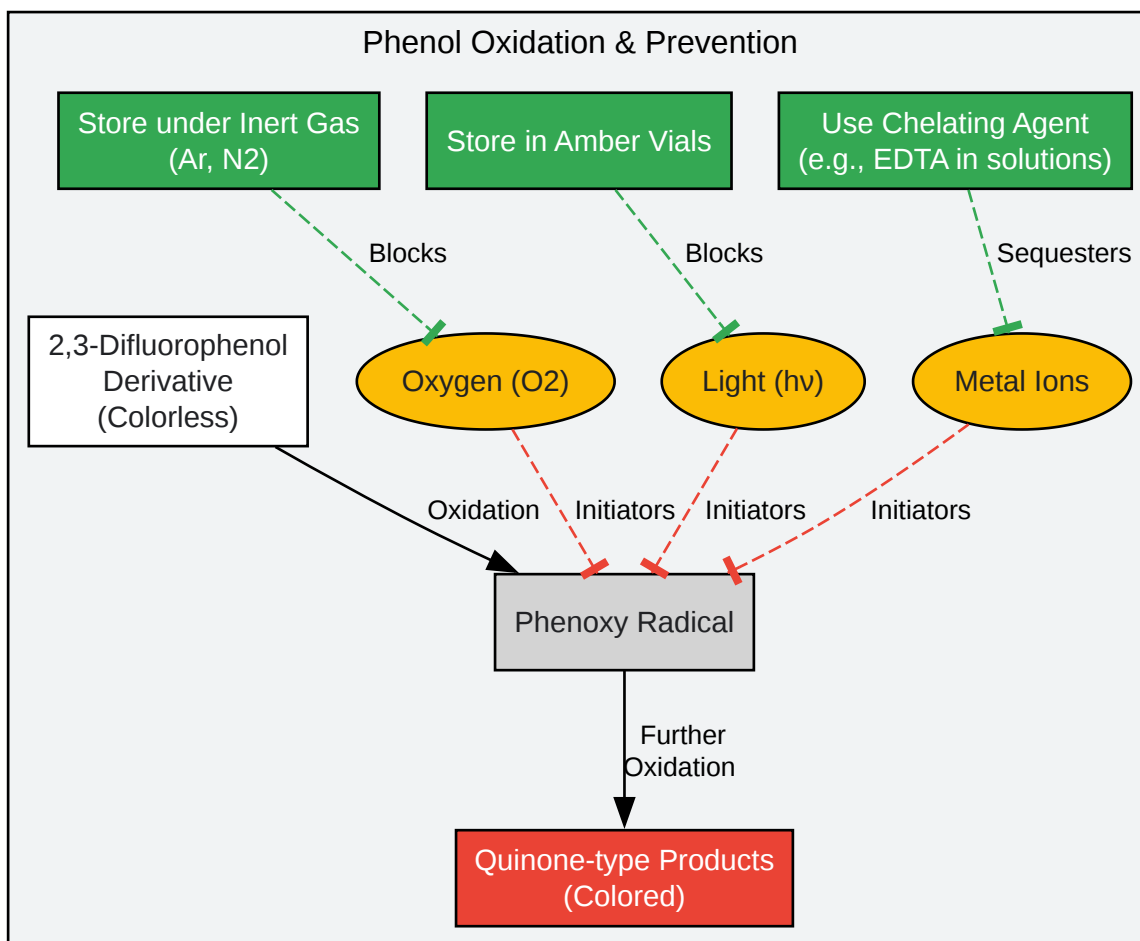 Phenol Oxidation & Prevention
Store under Inert Gas
(Ar, N2)
Store in Amber Vials
Use Chelating Agent
(e.g., EDTA in solutions)
Blocks
Blocks
Sequesters
2,3-Difluorophenol
Derivative
(Colorless)
Oxygen (O2)
Light (hν)
Metal Ions
Oxidation
Initiators
Initiators
Initiators
Phenoxy Radical
Further
Oxidation
Quinone-type Products
(Colored)